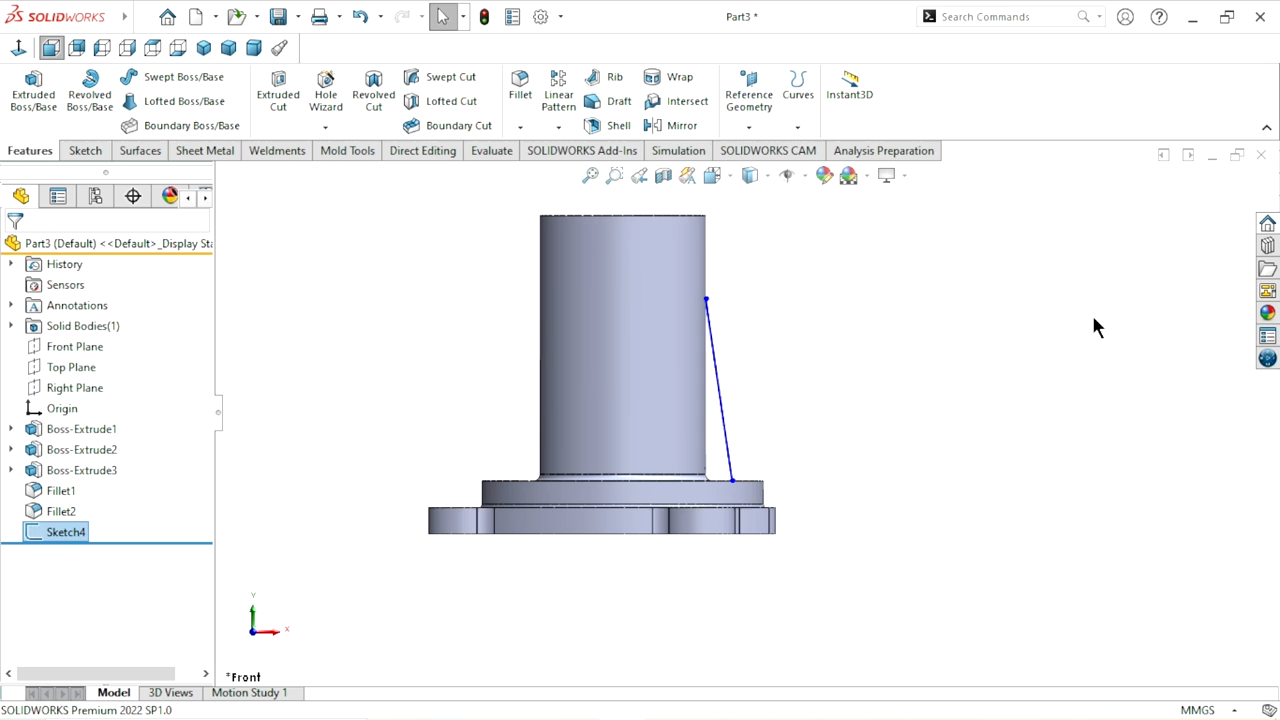 SOLIDWORKS
Part3 *
Search Commands
Extruded Boss/Base
Revolved Boss/Base
Swept Boss/Base
Lofted Boss/Base
Boundary Boss/Base
Extruded Cut
Hole Wizard
Revolved Cut
Swept Cut
Lofted Cut
Boundary Cut
Fillet
Linear Pattern
Rib
Draft
Shell
Wrap
Intersect
Mirror
Reference Geometry
Curves
Instant3D
Features
Sketch
Surfaces
Sheet Metal
Weldments
Mold Tools
Direct Editing
Evaluate
SOLIDWORKS Add-Ins
Simulation
SOLIDWORKS CAM
Analysis Preparation
Part3 (Default) <<Default>_Display Sta
History
Sensors
Annotations
Solid Bodies(1)
Front Plane
Top Plane
Right Plane
Origin
Boss-Extrude1
Boss-Extrude2
Boss-Extrude3
Fillet1
Fillet2
Sketch4
Y
X
*Front
Model
3D Views
Motion Study 1
SOLIDWORKS Premium 2022 SP1.0
MMGS